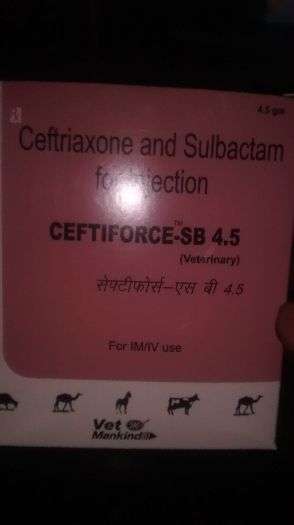 4.5 gm
Ceftriaxone and Sulbactam
for Injection
CEFTIFORCE™-SB 4.5
(Veterinary)
सेफ्टीफोर्स–एस बी 4.5
For IM/IV use
Vet
Mankind